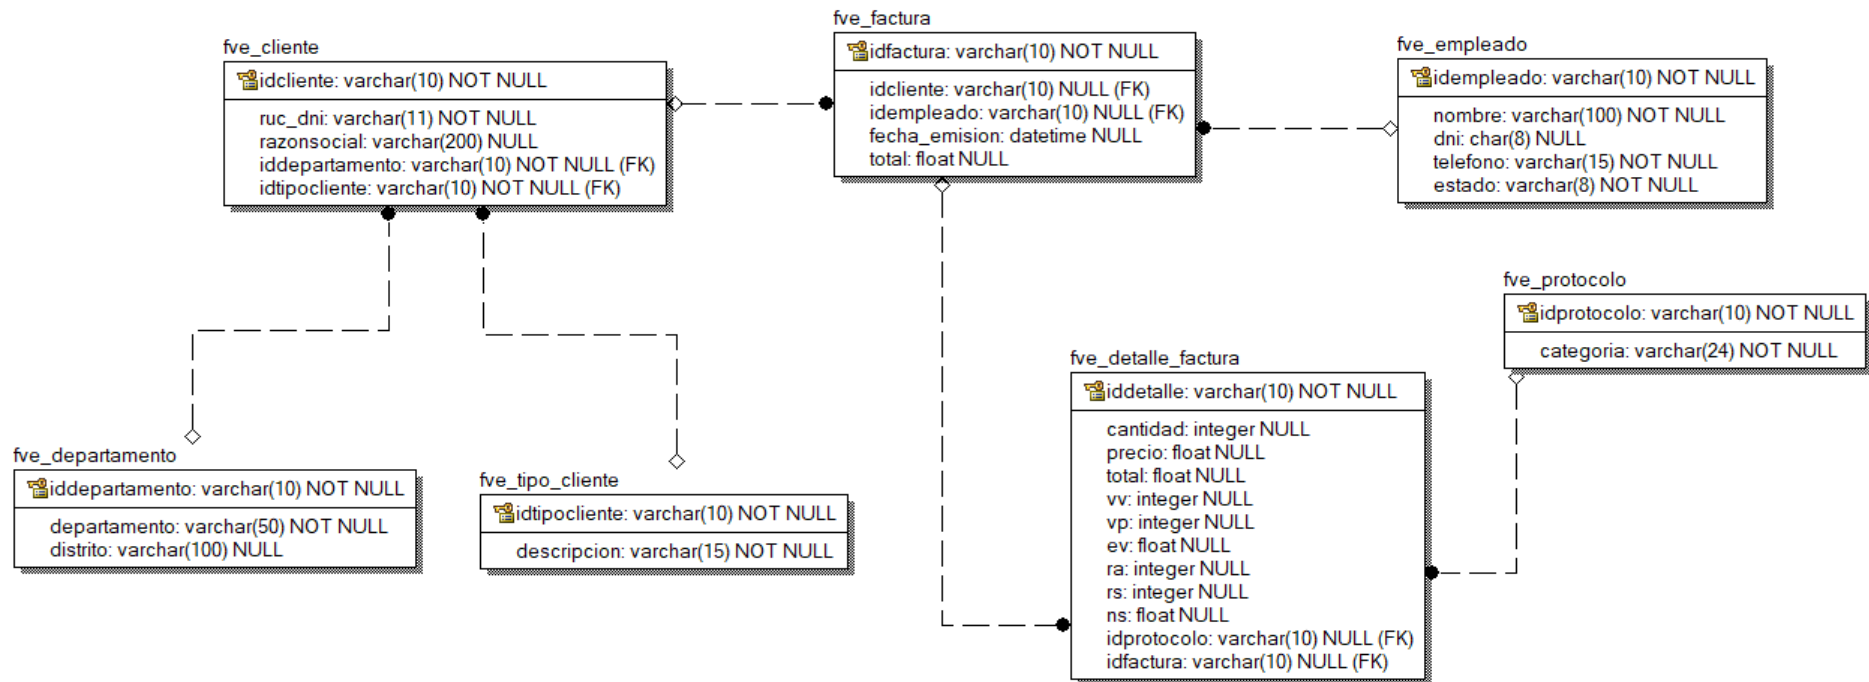 fve_cliente
idcliente: varchar(10) NOT NULL
ruc_dni: varchar(11) NOT NULL
razonsocial: varchar(200) NULL
iddepartamento: varchar(10) NOT NULL (FK)
idtipocliente: varchar(10) NOT NULL (FK)
fve_factura
idfactura: varchar(10) NOT NULL
idcliente: varchar(10) NULL (FK)
idempleado: varchar(10) NULL (FK)
fecha_emision: datetime NULL
total: float NULL
fve_empleado
idempleado: varchar(10) NOT NULL
nombre: varchar(100) NOT NULL
dni: char(8) NULL
telefono: varchar(15) NOT NULL
estado: varchar(8) NOT NULL
fve_departamento
iddepartamento: varchar(10) NOT NULL
departamento: varchar(50) NOT NULL
distrito: varchar(100) NULL
fve_tipo_cliente
idtipocliente: varchar(10) NOT NULL
descripcion: varchar(15) NOT NULL
fve_detalle_factura
iddetalle: varchar(10) NOT NULL
cantidad: integer NULL
precio: float NULL
total: float NULL
vv: integer NULL
vp: integer NULL
ev: float NULL
ra: integer NULL
rs: integer NULL
ns: float NULL
idprotocolo: varchar(10) NULL (FK)
idfactura: varchar(10) NULL (FK)
fve_protocolo
idprotocolo: varchar(10) NOT NULL
categoria: varchar(24) NOT NULL